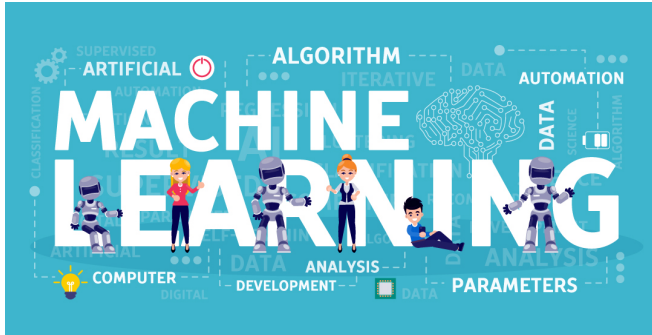 SUPERVISED
ARTIFICIAL
ALGORITHM
ITERATIVE
DATA
AUTOMATION
AUTOMATION
CLASSIFICATION
MACHINE
DATA
SCIENCE
ALGORITHM
LEARNING
ARTIFICIAL
DATA
ANALYSIS
ANALYSIS
COMPUTER
DEVELOPMENT
DIGITAL
DATA
PARAMETERS
DATA